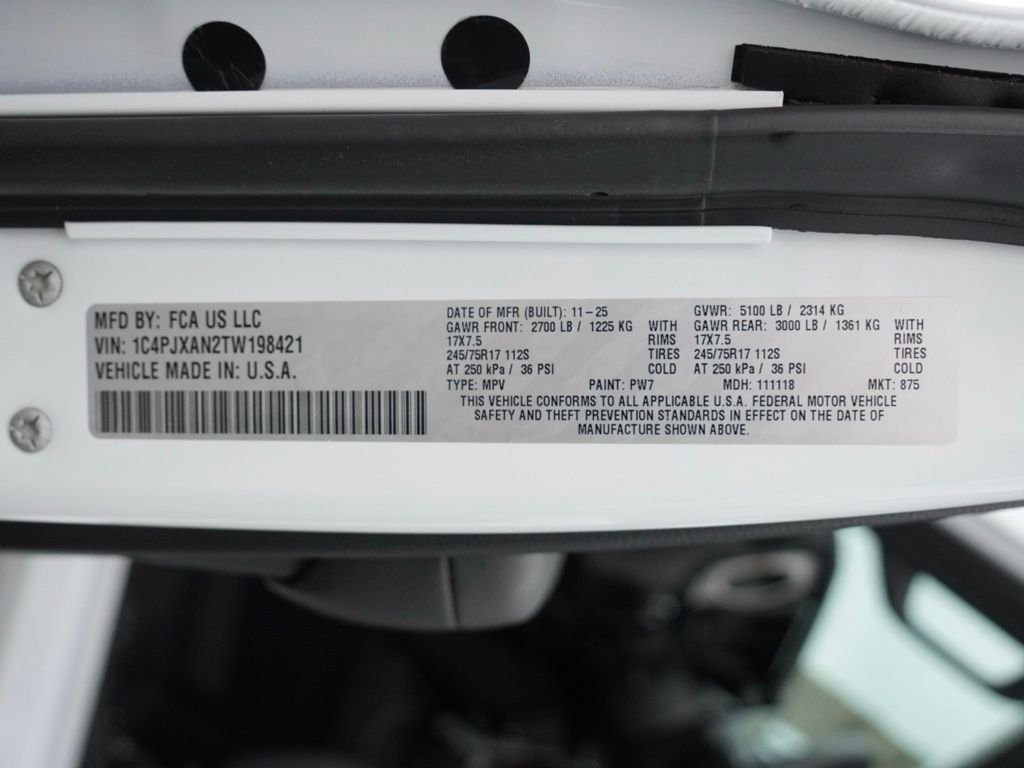 MFD BY: FCA US LLC
VIN: 1C4PJXAN2TW198421
VEHICLE MADE IN: U.S.A.
DATE OF MFR (BUILT): 11-25 GVWR: 5100 LB / 2314 KG
GAWR FRONT: 2700 LB / 1225 KG WITH GAWR REAR: 3000 LB / 1361 KG WITH
17X7.5 RIMS 17X7.5 RIMS
245/75R17 112S TIRES 245/75R17 112S TIRES
AT 250 kPa / 36 PSI COLD AT 250 kPa / 36 PSI COLD
TYPE: MPV PAINT: PW7 MDH: 111118 MKT: 875
THIS VEHICLE CONFORMS TO ALL APPLICABLE U.S.A. FEDERAL MOTOR VEHICLE
SAFETY AND THEFT PREVENTION STANDARDS IN EFFECT ON THE DATE OF
MANUFACTURE SHOWN ABOVE.